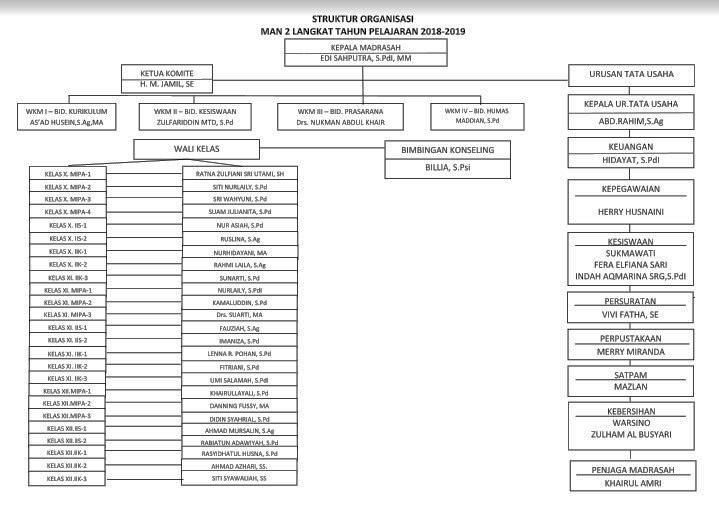 STRUKTUR ORGANISASI
MAN 2 LANGKAT TAHUN PELAJARAN 2018-2019
KEPALA MADRASAH
EDI SAHPUTRA, S.PdI, MM
KETUA KOMITE
H. M. JAMIL, SE
WKM I – BID. KURIKULUM
AS'AD HUSEIN,S.Ag,MA
WKM II – BID. KESISWAAN
ZULFARIDDIN MTD, S.Pd
WKM III – BID. PRASARANA
Drs. NUKMAN ABDUL KHAIR
WKM IV – BID. HUMAS
MADDIAN, S.Pd
WALI KELAS
BIMBINGAN KONSELING
BILLIA, S.Psi
KELAS X. MIPA-1 RATNA ZULFIANI SRI UTAMI, SH
KELAS X. MIPA-2 SITI NURLAILY, S.Pd
KELAS X. MIPA-3 SRI WAHYUNI, S.Pd
KELAS X. MIPA-4 SUAM JULIANITA, S.Pd
KELAS X. IIS-1 NUR ASIAH, S.Pd
KELAS X. IIS-2 RUSLINA, S.Ag
KELAS X. IIK-1 NURHIDAYANI, MA
KELAS X. IIK-2 RAHMI LAILA, S.Ag
KELAS XI. IIK-3 SUNARTI, S.Pd
KELAS XI. MIPA-1 NURLAILY, S.PdI
KELAS XI. MIPA-2 KAMALUDDIN, S.Pd
KELAS XI. MIPA-3 Drs. SUARTI, MA
KELAS XI. IIS-1 FAUZIAH, S.Ag
KELAS XI. IIS-2 IMANIZA, S.Pd
KELAS XI. IIK-1 LENNA R. POHAN, S.Pd
KELAS XI. IIK-2 FITRIANI, S.Pd
KELAS XI. IIK-3 UMI SALAMAH, S.PdI
KELAS XII.MIPA-1 KHAIRULLAYALI, S.Pd
KELAS XII.MIPA-2 DANNING FUSSY, MA
KELAS XII.MIPA-3 DIDIN SYAHRIAL, S.Pd
KELAS XII.IIS-1 AHMAD MURSALIN, S.Ag
KELAS XII.IIS-2 RABIATUN ADAWIYAH, S.Pd
KELAS XII.IIK-1 RASYIDHATUL HUSNA, S.Pd
KELAS XII.IIK-2 AHMAD AZHARI, SS.
KELAS XII.IIK-3 SITI SYAWALIAH, SS
URUSAN TATA USAHA
KEPALA UR.TATA USAHA
ABD.RAHIM,S.Ag
KEUANGAN
HIDAYAT, S.PdI
KEPEGAWAIAN
HERRY HUSNAINI
KESISWAAN
SUKMAWATI
FERA ELFIANA SARI
INDAH AQMARINA SRG,S.PdI
PERSURATAN
VIVI FATHA, SE
PERPUSTAKAAN
MERRY MIRANDA
SATPAM
MAZLAN
KEBERSIHAN
WARSINO
ZULHAM AL BUSYARI
PENJAGA MADRASAH
KHAIRUL AMRI